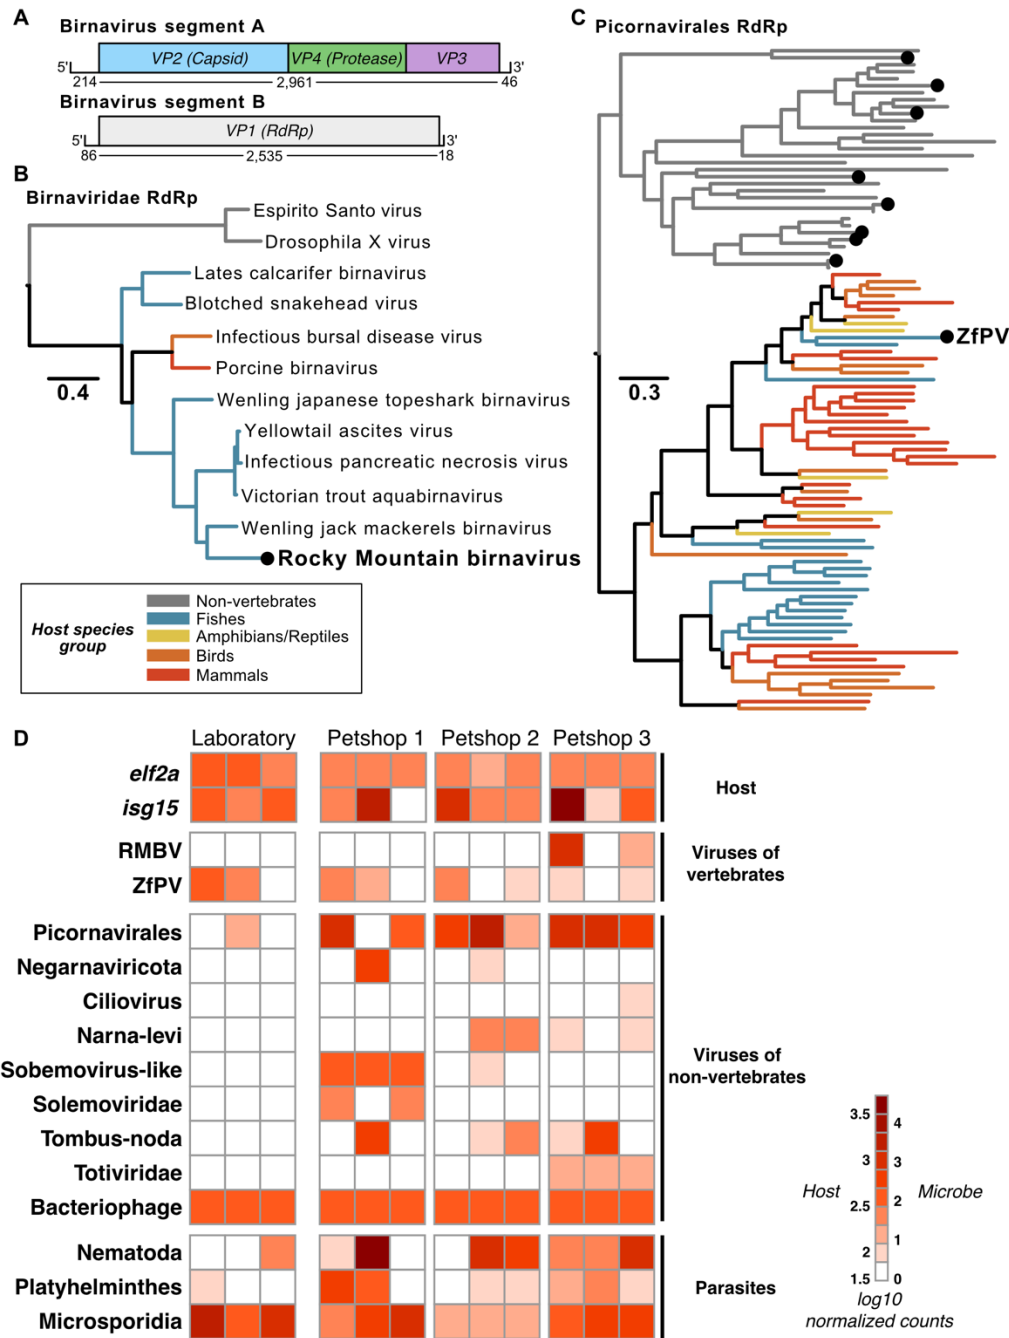 A
Birnavirus segment A
VP2 (Capsid) VP4 (Protease) VP3
5' 3'
214 2,961 46
Birnavirus segment B
VP1 (RdRp)
5' 3'
86 2,535 18
B
Birnaviridae RdRp
Espirito Santo virus
Drosophila X virus
Lates calcarifer birnavirus
Blotched snakehead virus
Infectious bursal disease virus
Porcine birnavirus
0.4
Wenling japanese topeshark birnavirus
Yellowtail ascites virus
Infectious pancreatic necrosis virus
Victorian trout aquabirnavirus
Wenling jack mackerels birnavirus
Rocky Mountain birnavirus
Host species
group
Non-vertebrates
Fishes
Amphibians/Reptiles
Birds
Mammals
C
Picornavirales RdRp
ZfPV
0.3
D
Laboratory Petshop 1 Petshop 2 Petshop 3
elf2a
isg15
Host
RMBV
ZfPV
Viruses of
vertebrates
Picornavirales
Negarnaviricota
Ciliovirus
Narna-levi
Sobemovirus-like
Solemoviridae
Tombus-noda
Totiviridae
Bacteriophage
Viruses of
non-vertebrates
Nematoda
Platyhelminthes
Microsporidia
Parasites
3.5 4
3 3
Host 2.5 2 Microbe
2 1
1.5 0
log10
normalized counts